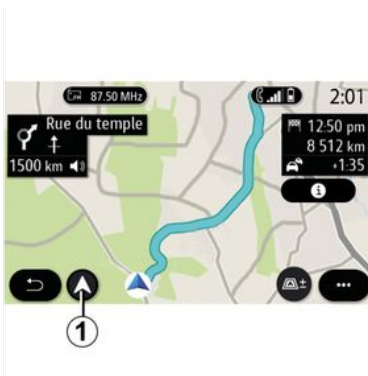 FM 87.50 MHz
2:01
Rue du temple
1500 km
12:50 pm
8 512 km
+1:35
i
±
1